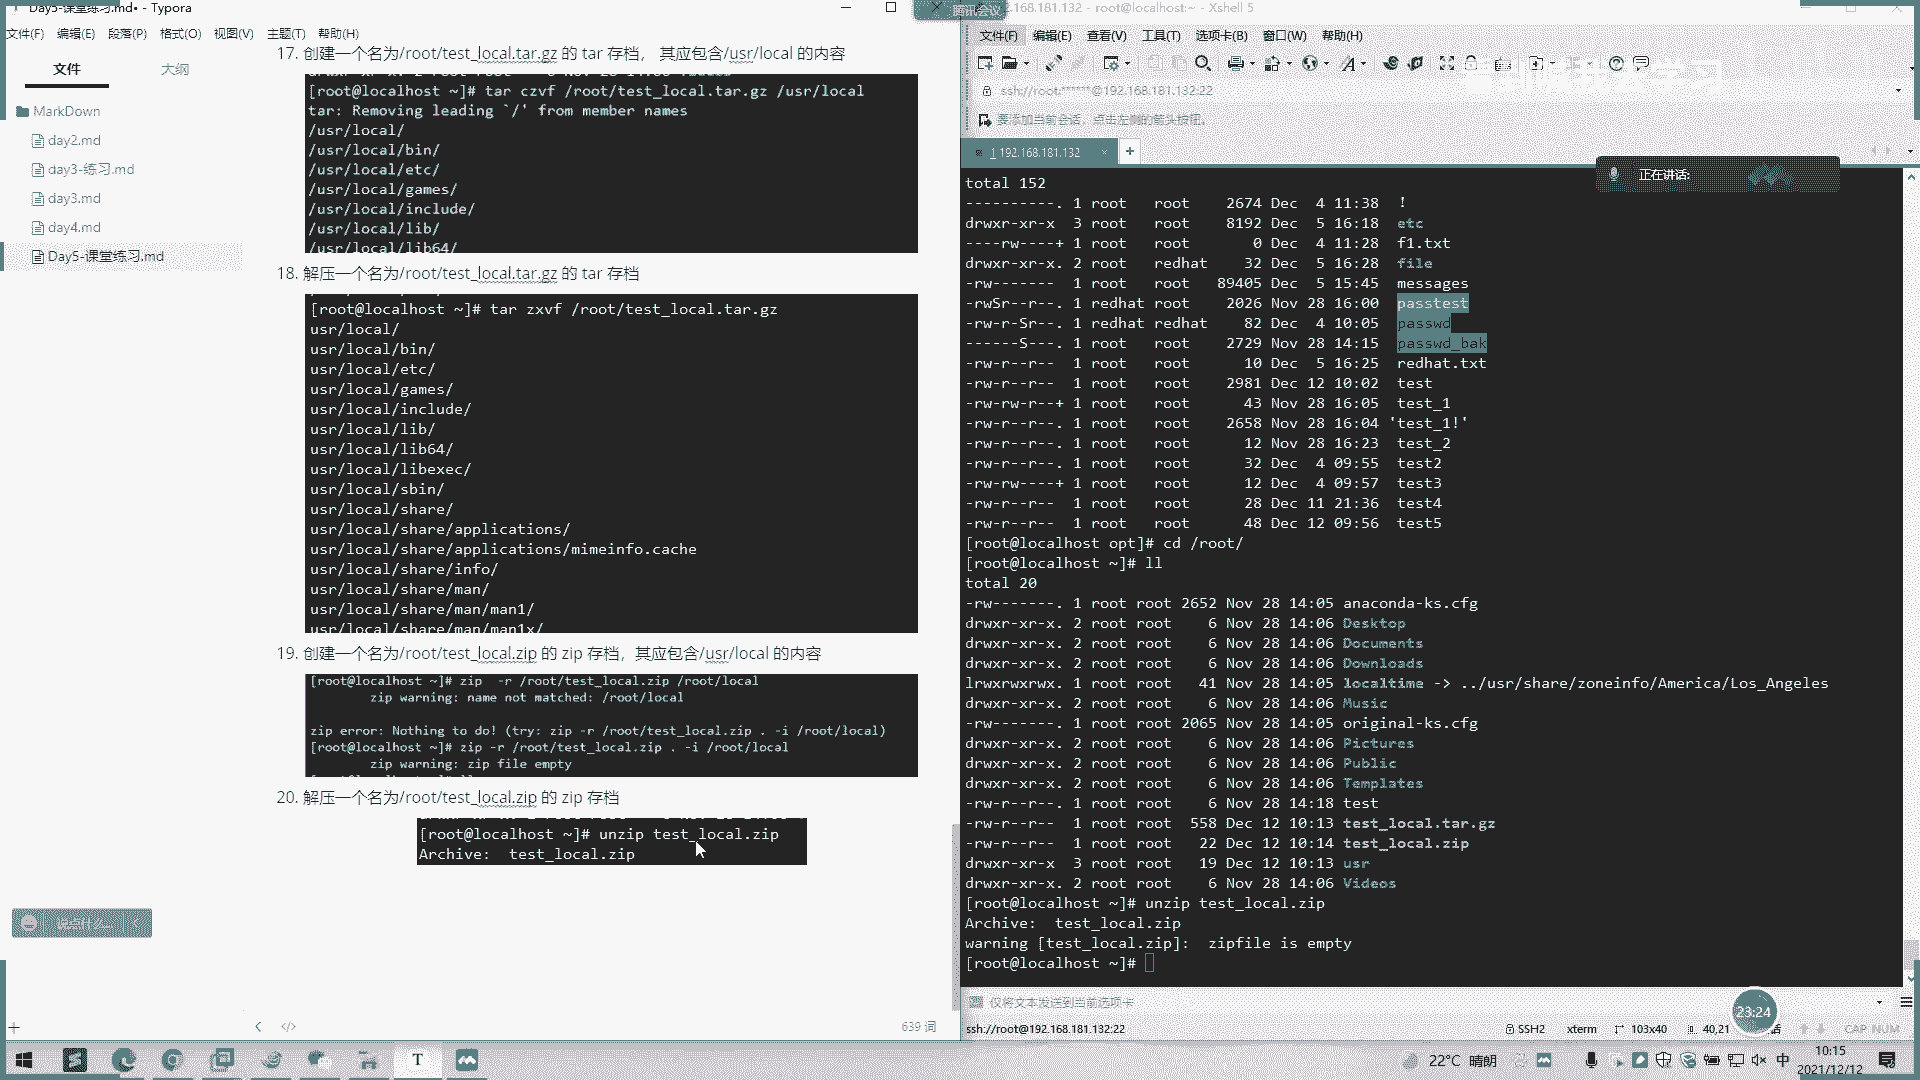 Day5-课堂练习.md• - Typora
文件(F) 编辑(E) 段落(P) 格式(O) 视图(V) 主题(T) 帮助(H)
文件 大纲
MarkDown
day2.md
day3-练习.md
day3.md
day4.md
Day5-课堂练习.md
17. 创建一个名为/root/test_local.tar.gz 的 tar 存档， 其应包含/usr/local 的内容
[root@localhost ~]# tar czvf /root/test_local.tar.gz /usr/local
tar: Removing leading `/' from member names
/usr/local/
/usr/local/bin/
/usr/local/etc/
/usr/local/games/
/usr/local/include/
/usr/local/lib/
/usr/local/lib64/
18. 解压一个名为/root/test_local.tar.gz 的 tar 存档
[root@localhost ~]# tar zxvf /root/test_local.tar.gz
usr/local/
usr/local/bin/
usr/local/etc/
usr/local/games/
usr/local/include/
usr/local/lib/
usr/local/lib64/
usr/local/libexec/
usr/local/sbin/
usr/local/share/
usr/local/share/applications/
usr/local/share/applications/mimeinfo.cache
usr/local/share/info/
usr/local/share/man/
usr/local/share/man/man1/
usr/local/share/man/man1x/
19. 创建一个名为/root/test_local.zip 的 zip 存档，其应包含/usr/local 的内容
[root@localhost ~]# zip  -r /root/test_local.zip /root/local
zip warning: name not matched: /root/local
zip error: Nothing to do! (try: zip -r /root/test_local.zip . -i /root/local)
[root@localhost ~]# zip -r /root/test_local.zip . -i /root/local
zip warning: zip file empty
20. 解压一个名为/root/test_local.zip 的 zip 存档
[root@localhost ~]# unzip test_local.zip
Archive:  test_local.zip
说点什么...
639 词
腾讯会议
.168.181.132 - root@localhost:~ - Xshell 5
文件(F) 编辑(E) 查看(V) 工具(T) 选项卡(B) 窗口(W) 帮助(H)
ssh://root:******@192.168.181.132:22
要添加当前会话，点击左侧的箭头按钮。
1 192.168.181.132
正在讲话:
total 152
----------. 1 root   root    2674 Dec  4 11:38  !
drwxr-xr-x  3 root   root    8192 Dec  5 16:18  etc
----rw----+ 1 root   root       0 Dec  4 11:28  f1.txt
drwxr-xr-x. 2 root   redhat    32 Dec  5 16:28  file
-rw-------  1 root   root   89405 Dec  5 15:45  messages
-rwSr--r--. 1 redhat root    2026 Nov 28 16:00  passtest
-rw-r-Sr--. 1 redhat redhat    82 Dec  4 10:05  passwd
------S---. 1 root   root    2729 Nov 28 14:15  passwd_bak
-rw-r--r--  1 root   root      10 Dec  5 16:25  redhat.txt
-rw-r--r--  1 root   root    2981 Dec 12 10:02  test
-rw-rw-r--+ 1 root   root      43 Nov 28 16:05  test_1
-rw-r--r--. 1 root   root    2658 Nov 28 16:04 'test_1!'
-rw-r--r--. 1 root   root      12 Nov 28 16:23  test_2
-rw-r--r--. 1 root   root      32 Dec  4 09:55  test2
-rw-rw----+ 1 root   root      12 Dec  4 09:57  test3
-rw-r--r--  1 root   root      28 Dec 11 21:36  test4
-rw-r--r--  1 root   root      48 Dec 12 09:56  test5
[root@localhost opt]# cd /root/
[root@localhost ~]# ll
total 20
-rw-------. 1 root root 2652 Nov 28 14:05 anaconda-ks.cfg
drwxr-xr-x. 2 root root    6 Nov 28 14:06 Desktop
drwxr-xr-x. 2 root root    6 Nov 28 14:06 Documents
drwxr-xr-x. 2 root root    6 Nov 28 14:06 Downloads
lrwxrwxrwx. 1 root root   41 Nov 28 14:05 localtime -> ../usr/share/zoneinfo/America/Los_Angeles
drwxr-xr-x. 2 root root    6 Nov 28 14:06 Music
-rw-------. 1 root root 2065 Nov 28 14:05 original-ks.cfg
drwxr-xr-x. 2 root root    6 Nov 28 14:06 Pictures
drwxr-xr-x. 2 root root    6 Nov 28 14:06 Public
drwxr-xr-x. 2 root root    6 Nov 28 14:06 Templates
-rw-r--r--. 1 root root    6 Nov 28 14:18 test
-rw-r--r--  1 root root  558 Dec 12 10:13 test_local.tar.gz
-rw-r--r--  1 root root   22 Dec 12 10:14 test_local.zip
drwxr-xr-x  3 root root   19 Dec 12 10:13 usr
drwxr-xr-x. 2 root root    6 Nov 28 14:06 Videos
[root@localhost ~]# unzip test_local.zip
Archive:  test_local.zip
warning [test_local.zip]:  zipfile is empty
[root@localhost ~]#
仅将文本发送到当前选项卡
23:24
ssh://root@192.168.181.132:22
SSH2 xterm 103x40 40,21 CAP NUM
22°C 晴朗
中
10:15
2021/12/12